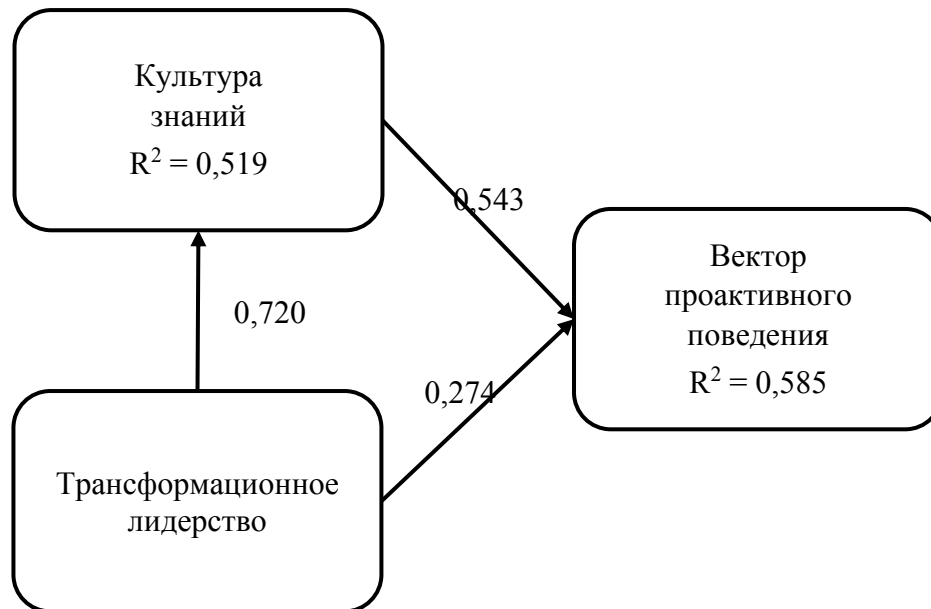 Культура
знаний
R² = 0,519
0,543
0,720
Вектор
проактивного
поведения
R² = 0,585
0,274
Трансформационное
лидерство